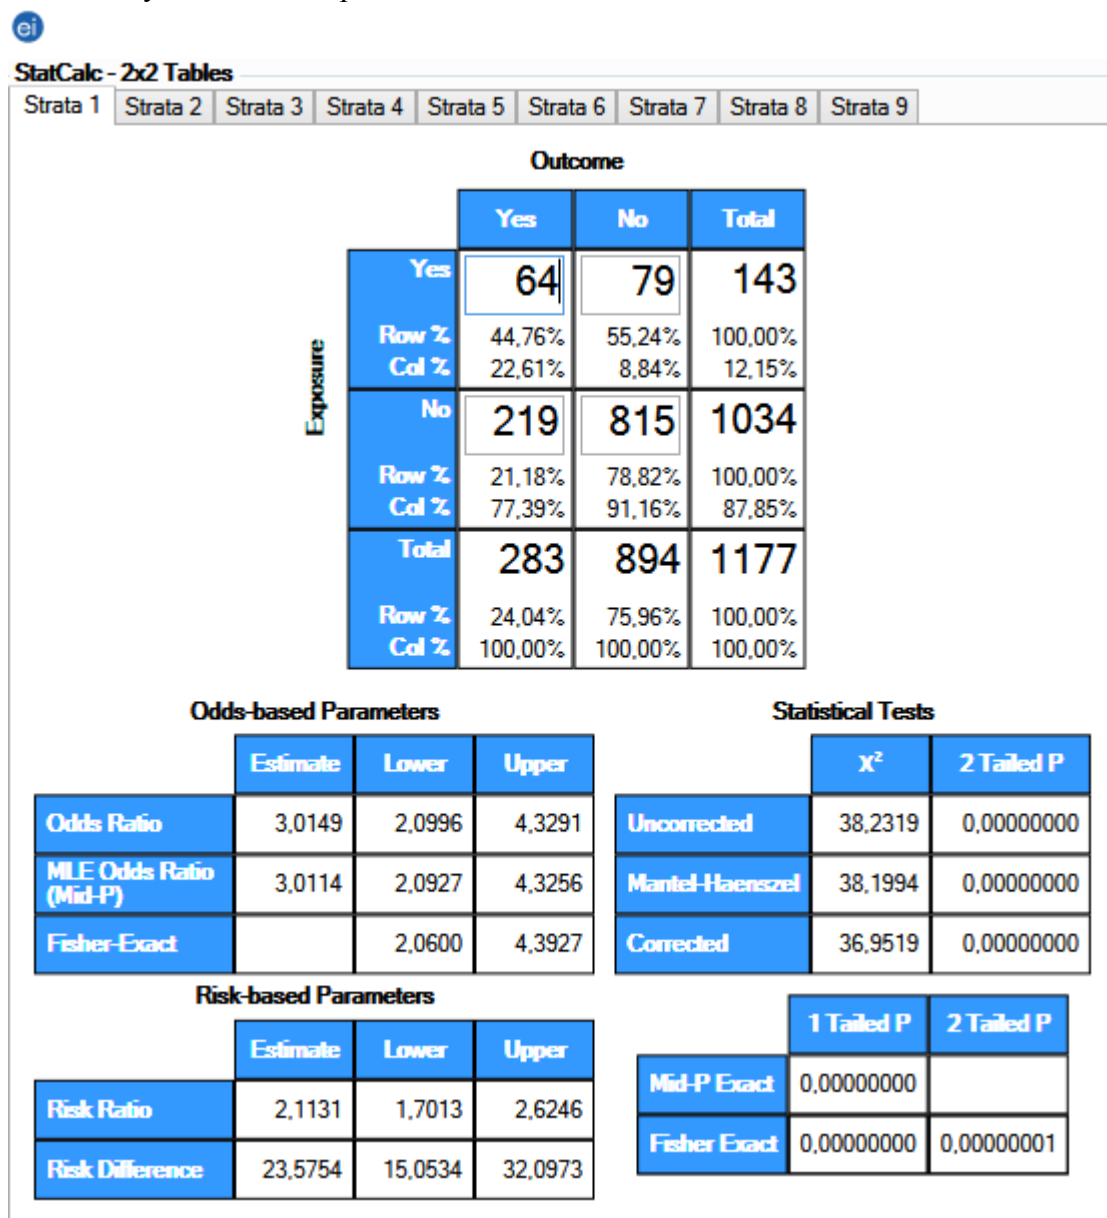 ei
StatCalc - 2x2 Tables
Strata 1 Strata 2 Strata 3 Strata 4 Strata 5 Strata 6 Strata 7 Strata 8 Strata 9
Outcome
Yes No Total
Exposure
Yes 64 79 143
Row % 44,76% 55,24% 100,00%
Col % 22,61% 8,84% 12,15%
No 219 815 1034
Row % 21,18% 78,82% 100,00%
Col % 77,39% 91,16% 87,85%
Total 283 894 1177
Row % 24,04% 75,96% 100,00%
Col % 100,00% 100,00% 100,00%
Odds-based Parameters
Estimate Lower Upper
Odds Ratio 3,0149 2,0996 4,3291
MLE Odds Ratio
(Mid-P) 3,0114 2,0927 4,3256
Fisher-Exact 2,0600 4,3927
Statistical Tests
X² 2 Tailed P
Uncorrected 38,2319 0,00000000
Mantel-Haenszel 38,1994 0,00000000
Corrected 36,9519 0,00000000
Risk-based Parameters
Estimate Lower Upper
Risk Ratio 2,1131 1,7013 2,6246
Risk Difference 23,5754 15,0534 32,0973
1 Tailed P 2 Tailed P
Mid-P Exact 0,00000000
Fisher Exact 0,00000000 0,00000001